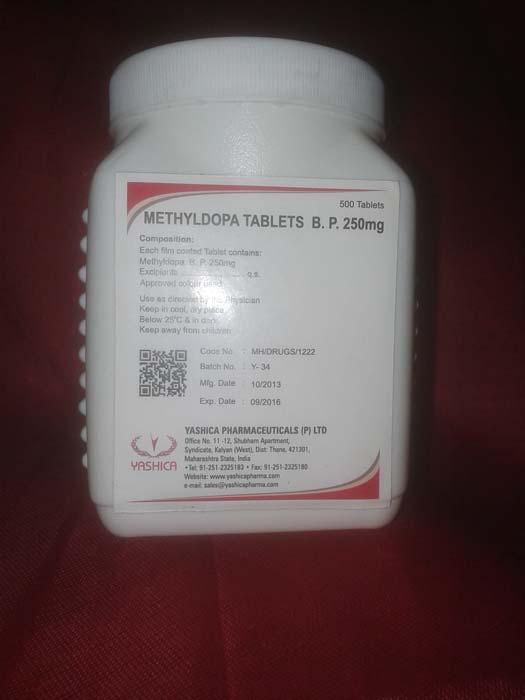 500 Tablets
METHYLDOPA TABLETS B. P. 250mg
Composition:
Each film coated Tablet contains:
Methyldopa B. P. 250mg
Excipients ........................ q.s.
Approved colour used
Use as directed by the Physician
Keep in cool, dry place
Below 25°C & in dark
Keep away from children
Code No. : MH/DRUGS/1222
Batch No. : Y- 34
Mfg. Date : 10/2013
Exp. Date : 09/2016
YASHICA
YASHICA PHARMACEUTICALS (P) LTD
Office No. 11 -12, Shubham Apartment,
Syndicate, Kalyan (West), Dist: Thane, 421301,
Maharashtra State, India
• Tel: 91-251-2325183 • Fax: 91-251-2325180
Website: www.yashicapharma.com
e-mail: sales@yashicapharma.com